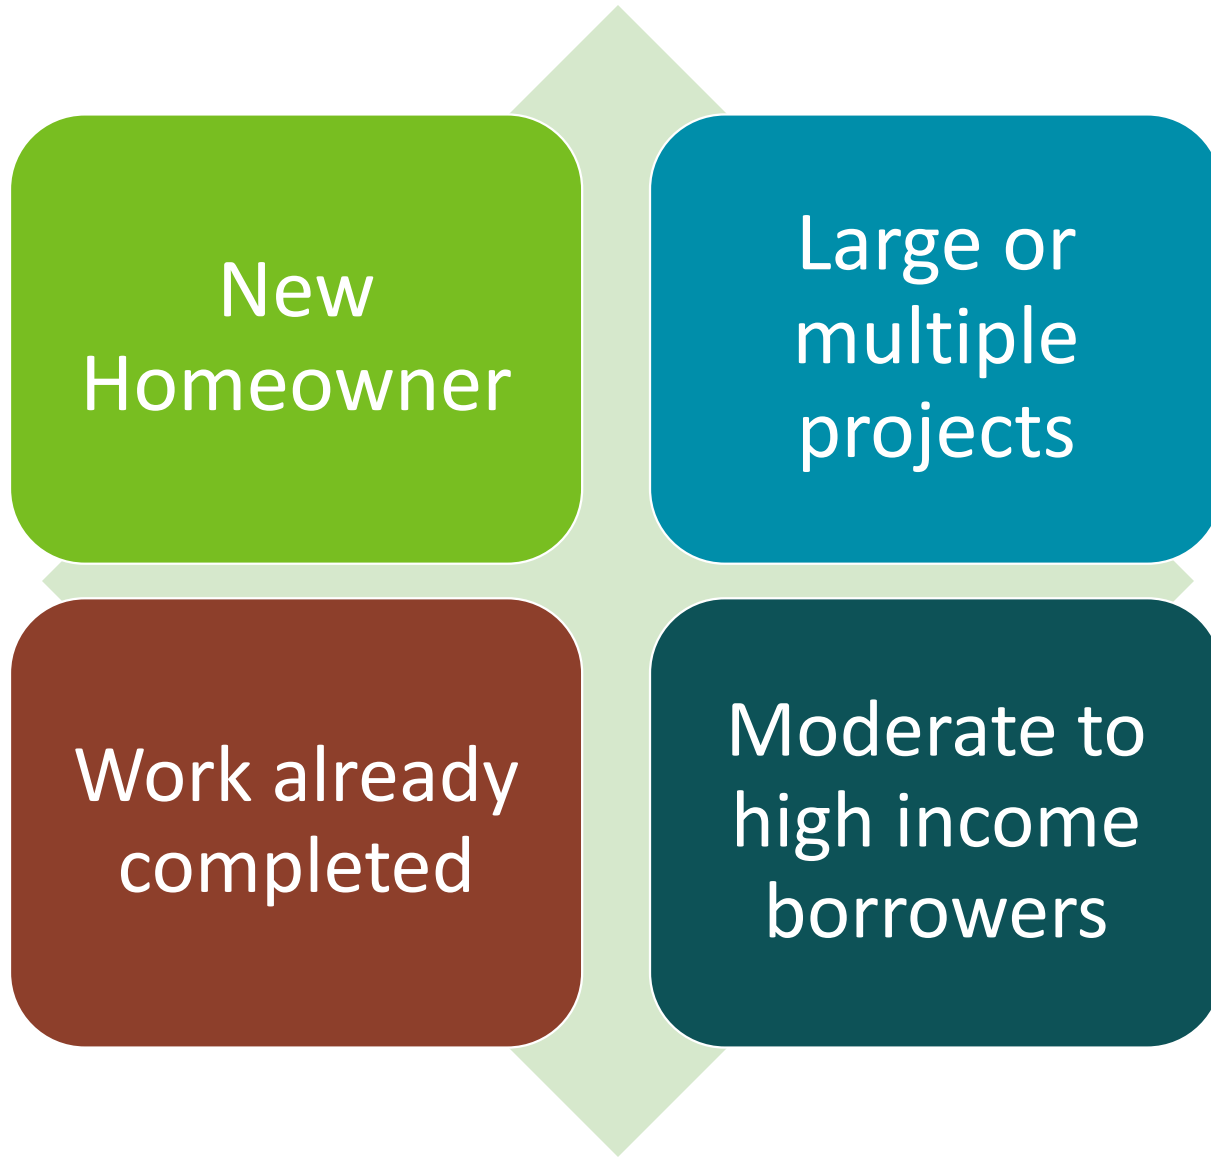 New
Homeowner
Large or
multiple
projects
Work already
completed
Moderate to
high income
borrowers